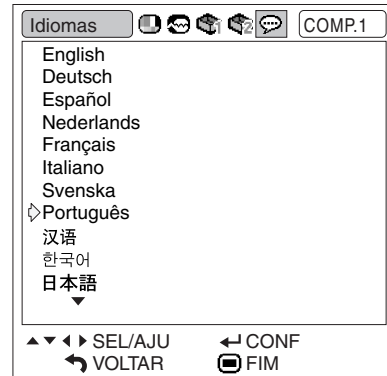 Idiomas COMP.1
English
Deutsch
Español
Nederlands
Français
Italiano
Svenska
Português
汉语
한국어
日本語
SEL/AJU CONF
VOLTAR FIM